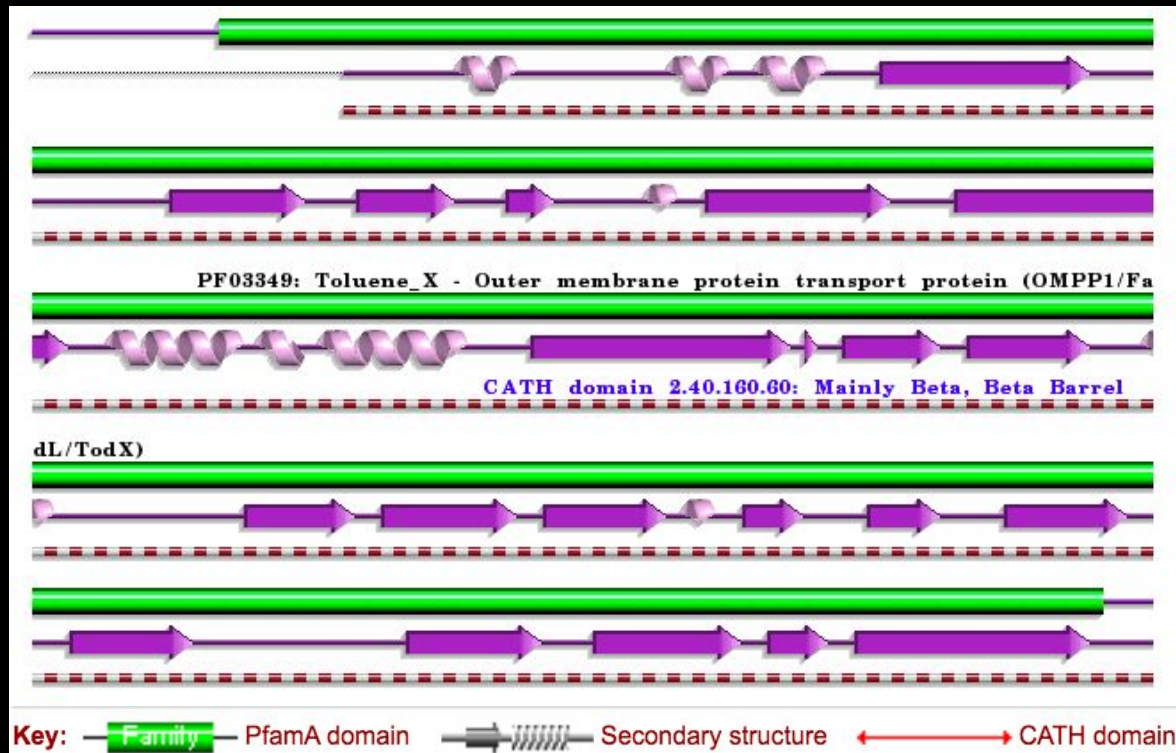 PF03349: Toluene_X - Outer membrane protein transport protein (OMPP1/Fa
CATH domain 2.40.160.60: Mainly Beta, Beta Barrel
dL/TodX)
Key: Family PfamA domain Secondary structure CATH domain